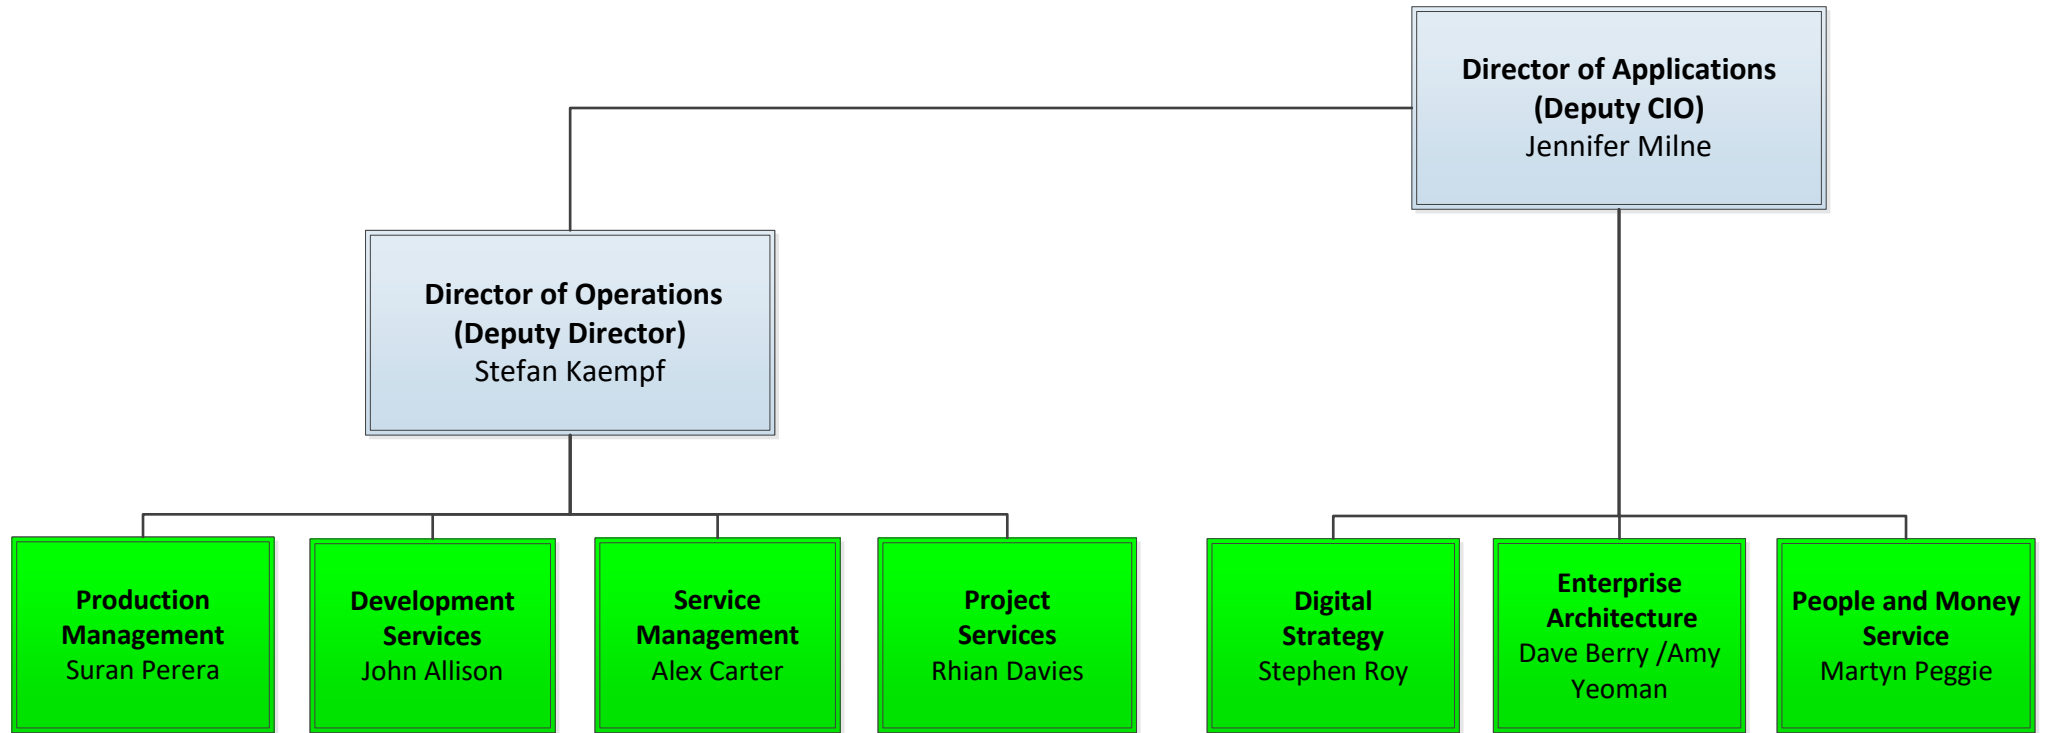 Director of Applications
(Deputy CIO)
Jennifer Milne
Director of Operations
(Deputy Director)
Stefan Kaempf
Production
Management
Suran Perera
Development
Services
John Allison
Service
Management
Alex Carter
Project
Services
Rhian Davies
Digital
Strategy
Stephen Roy
Enterprise
Architecture
Dave Berry /Amy
Yeoman
People and Money
Service
Martyn Peggie